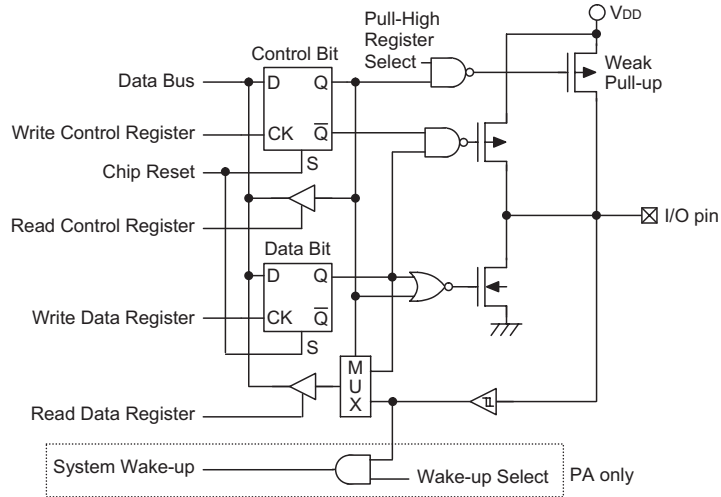 VDD
Pull-High
Register
Select
Control Bit
Weak
Pull-up
Data Bus
D
Q
Write Control Register
CK
Q
S
Chip Reset
Read Control Register
I/O pin
Data Bit
D
Q
Write Data Register
CK
Q
S
M
U
X
Read Data Register
System Wake-up
Wake-up Select
PA only